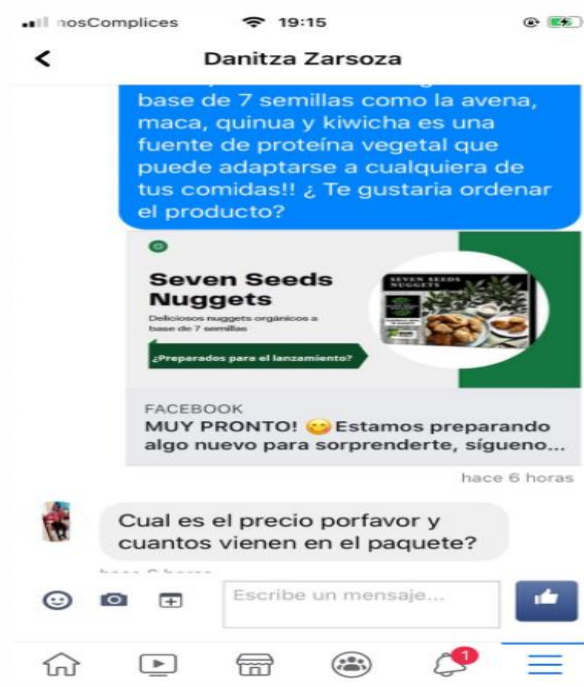 nosComplices 19:15
Danitza Zarsoza
base de 7 semillas como la avena,
maca, quinua y kiwicha es una
fuente de proteína vegetal que
puede adaptarse a cualquiera de
tus comidas!! ¿ Te gustaria ordenar
el producto?
Seven Seeds
Nuggets
Deliciosos nuggets orgánicos a
base de 7 semillas
¿Preparados para el lanzamiento?
SEVEN SEEDS
NUGGETS
FACEBOOK
MUY PRONTO! 😋 Estamos preparando
algo nuevo para sorprenderte, sígueno...
hace 6 horas
Cual es el precio porfavor y
cuantos vienen en el paquete?
hace 6 horas
Escribe un mensaje...
1